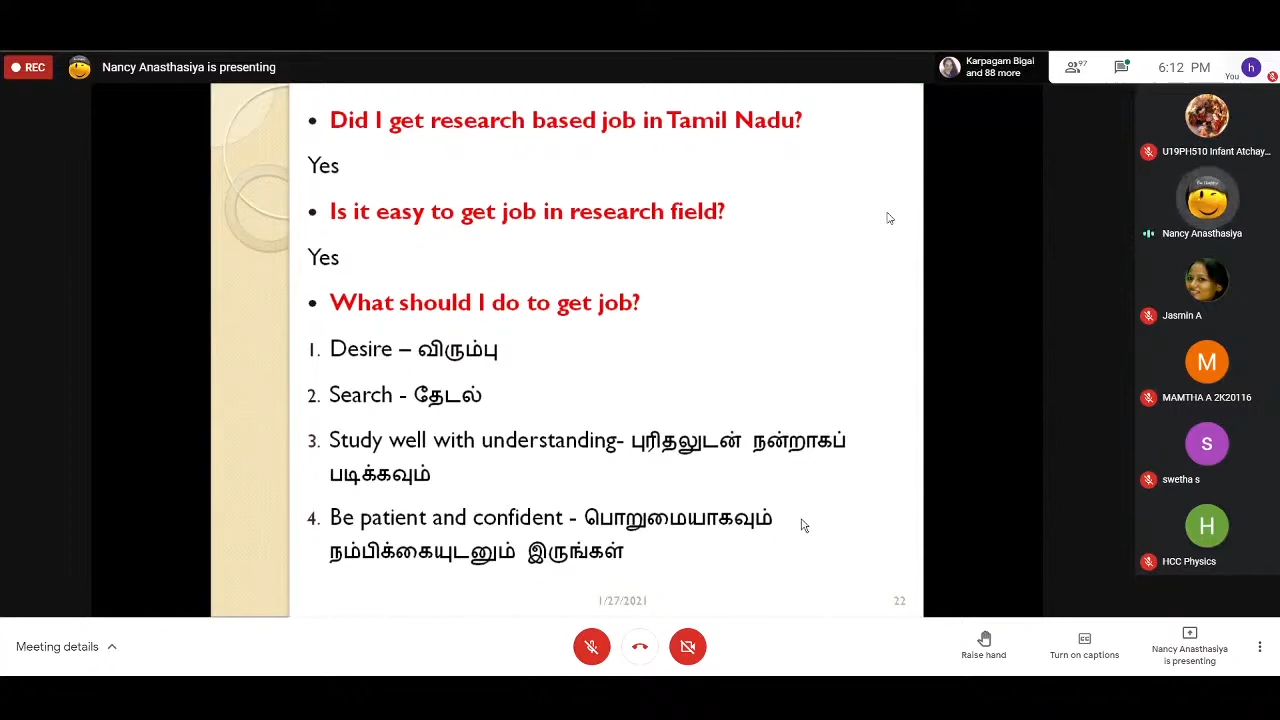 REC
Nancy Anasthasiya is presenting
Karpagam Bigai
and 88 more
97
6:12 PM
You
h
• Did I get research based job in Tamil Nadu?
Yes
• Is it easy to get job in research field?
Yes
• What should I do to get job?
1. Desire – விரும்பு
2. Search - தேடல்
3. Study well with understanding- புரிதலுடன் நன்றாகப்
படிக்கவும்
4. Be patient and confident - பொறுமையாகவும்
நம்பிக்கையுடனும் இருங்கள்
1/27/2021
22
U19PH510 Infant Atchay...
Nancy Anasthasiya
Jasmin A
M
MAMTHA A 2K20116
S
swetha s
H
HCC Physics
Meeting details
Raise hand
Turn on captions
Nancy Anasthasiya
is presenting